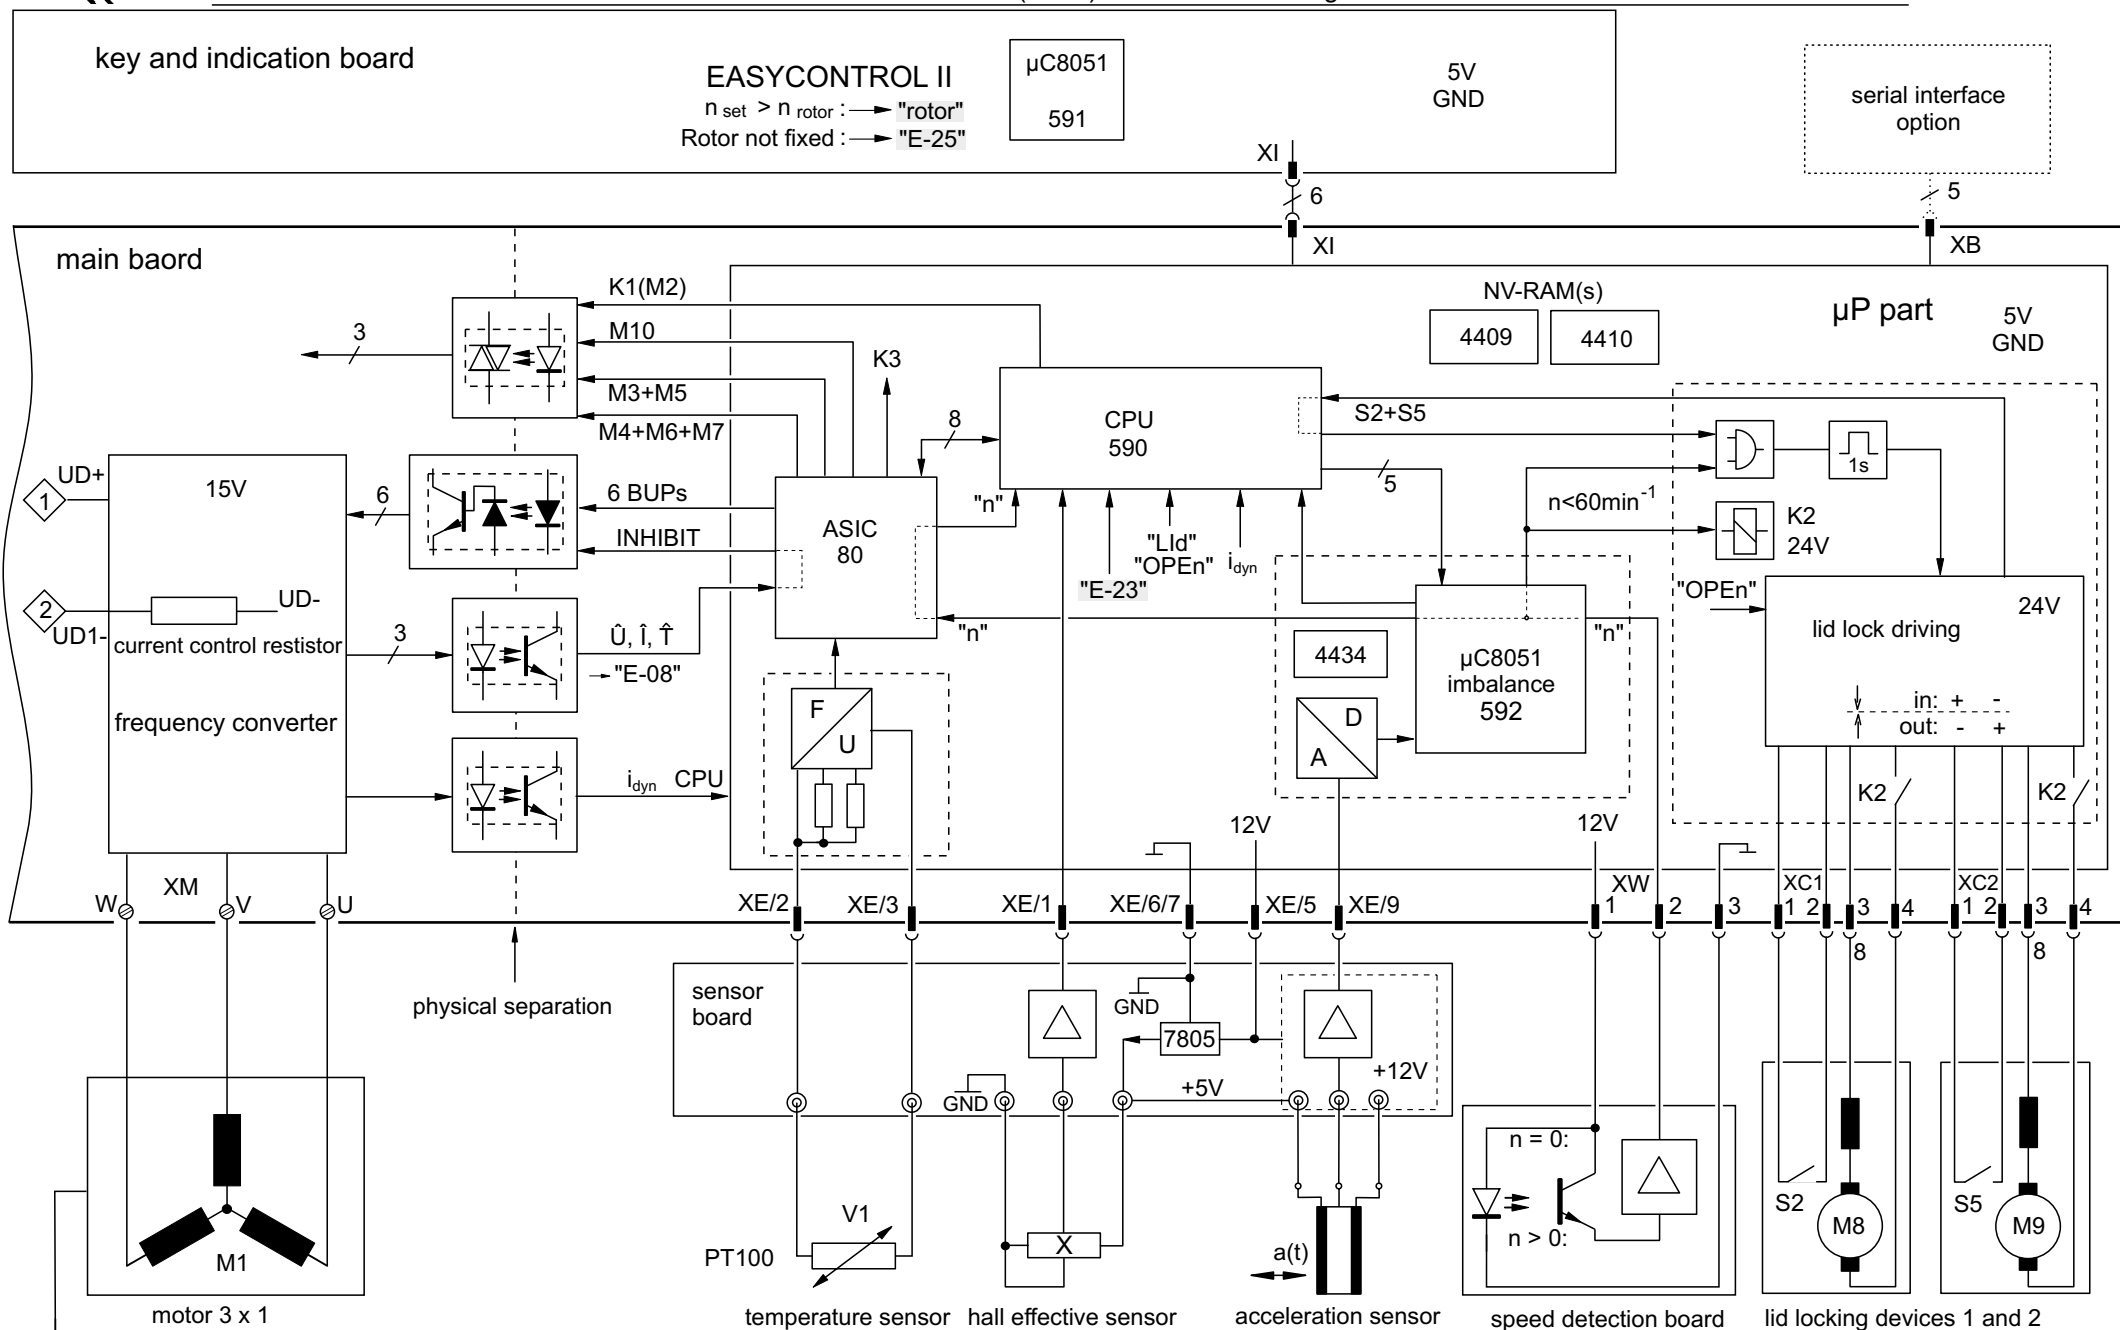 key and indication board
EASYCONTROL II
n set > n rotor : "rotor"
Rotor not fixed : "E-25"
µC8051
591
5V
GND
serial interface
option
XI
6
5
main baord
XI
XB
K1(M2)
M10
M3+M5
M4+M6+M7
3
K3
8
CPU
590
NV-RAM(s)
4409
4410
µP part
5V
GND
S2+S5
5
1s
n<60min-1
K2
24V
UD+
1
15V
6
6 BUPs
INHIBIT
ASIC
80
"n"
"E-23"
"LId"
"OPEn"
idyn
2
UD-
UD1-
current control restistor
3
Û, Î, T̂
"E-08"
"n"
4434
µC8051
imbalance
592
"n"
"OPEn"
24V
lid lock driving
in: + -
out: - +
frequency converter
F
U
D
A
idyn CPU
K2
K2
12V
12V
W
XM
V
U
XE/2
XE/3
XE/1
XE/6/7
XE/5
XE/9
XW
1
2
3
XC1
1
2
3
4
XC2
1
2
3
4
8
8
physical separation
sensor
board
GND
7805
GND
+5V
+12V
n = 0:
n > 0:
S2
M8
S5
M9
M1
PT100
V1
X
a(t)
motor 3 x 1
temperature sensor
hall effective sensor
acceleration sensor
speed detection board
lid locking devices 1 and 2